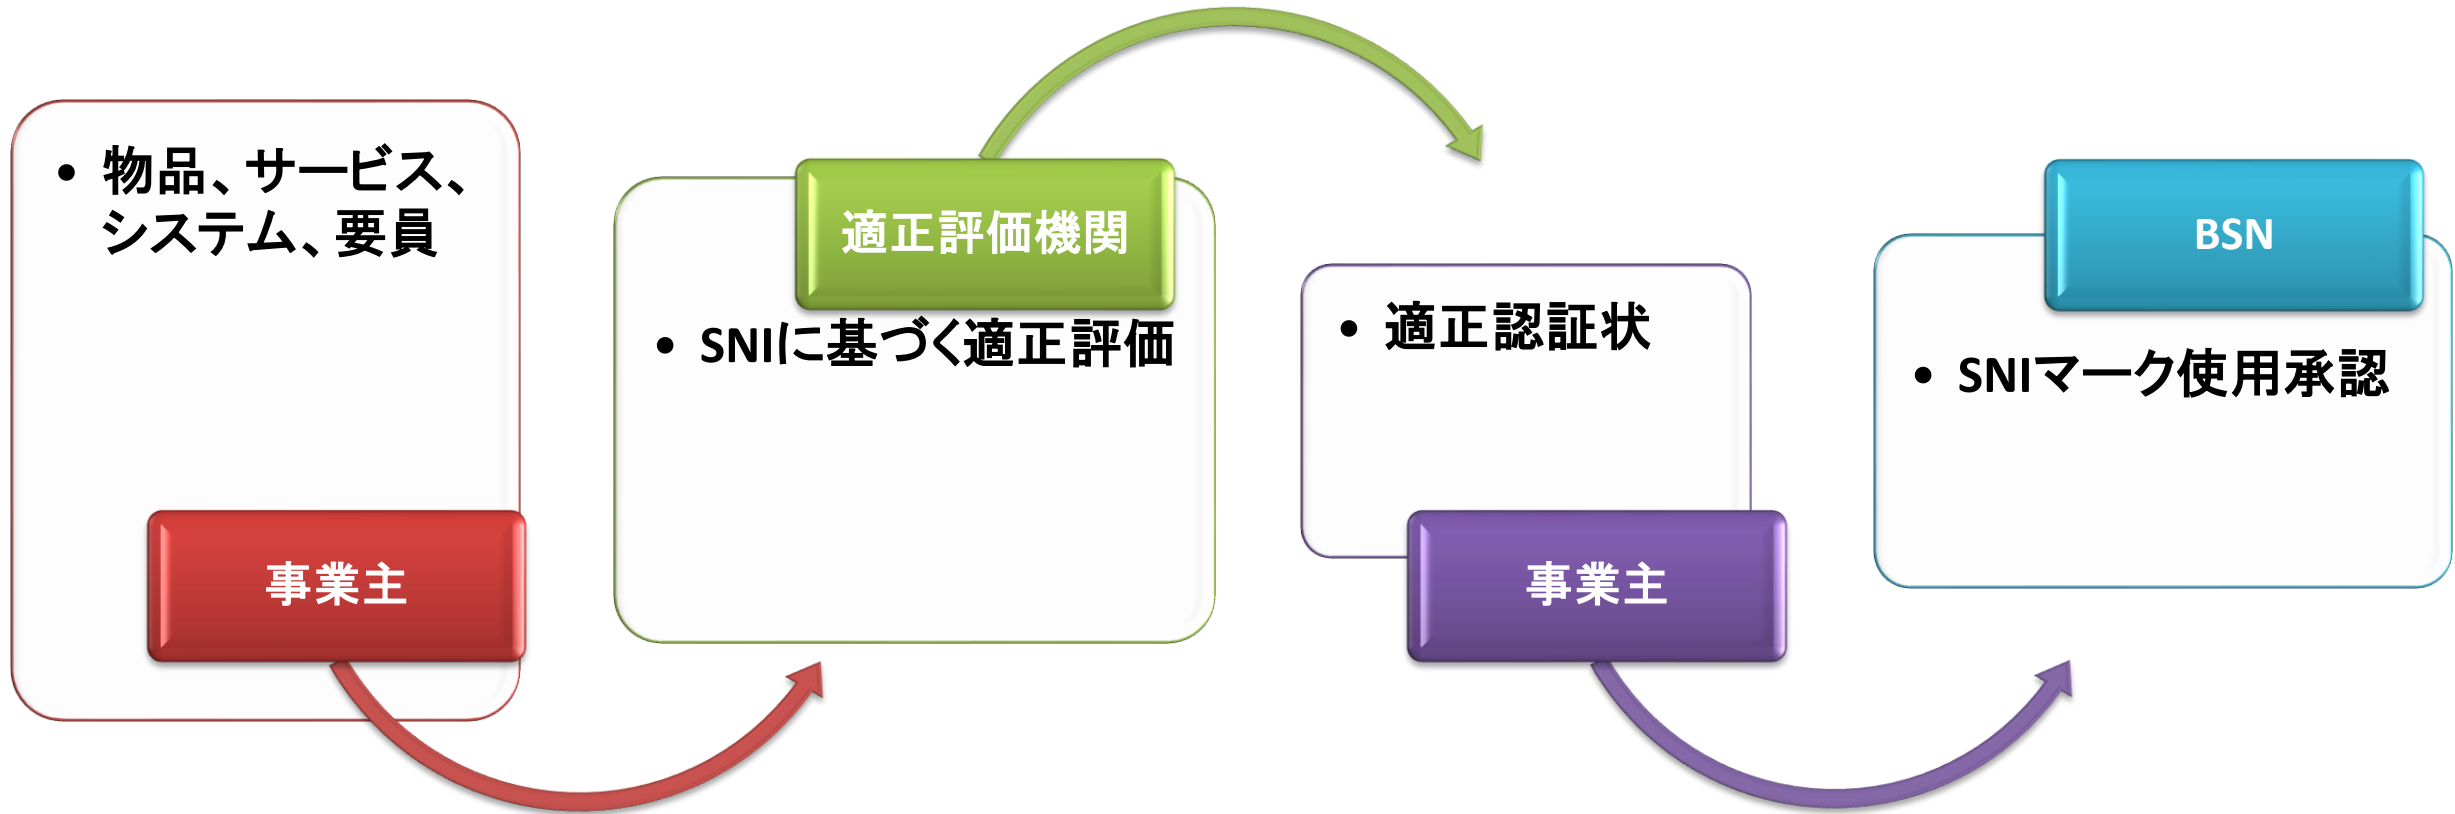 • 物品、サービス、
システム、要員
事業主
適正評価機関
• SNIに基づく適正評価
• 適正認証状
事業主
BSN
• SNIマーク使用承認